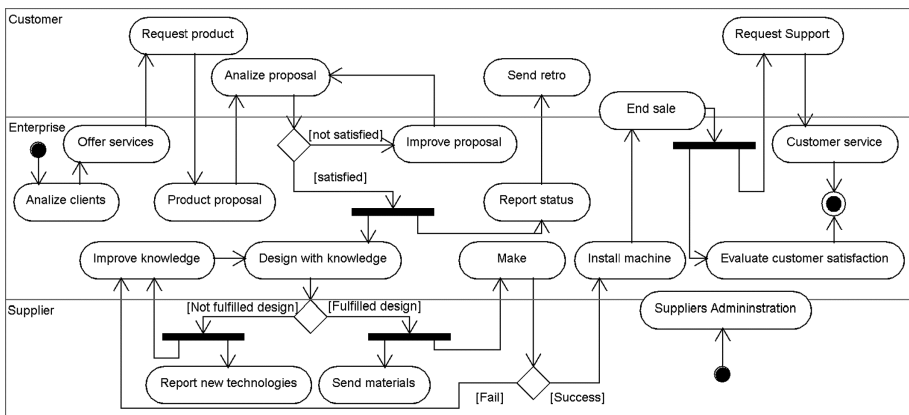 Customer
Request product
Request Support
Analize proposal
Send retro
End sale
Enterprise
Offer services
[not satisfied]
Improve proposal
Customer service
[satisfied]
Analize clients
Product proposal
Report status
Improve knowledge
Design with knowledge
Make
Install machine
Evaluate customer satisfaction
Supplier
[Not fulfilled design]
[Fulfilled design]
Suppliers Admininstration
Report new technologies
Send materials
[Fail]
[Success]